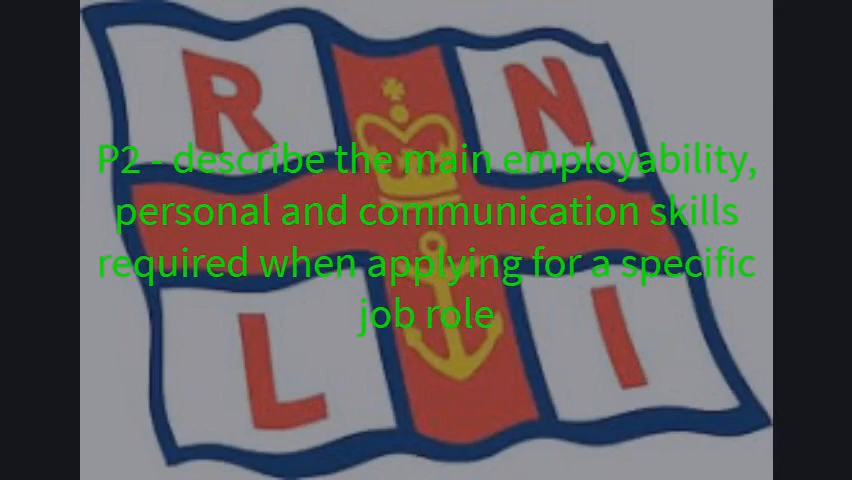 R N
P2 - describe the main employability,
personal and communication skills
required when applying for a specific
job role
L I